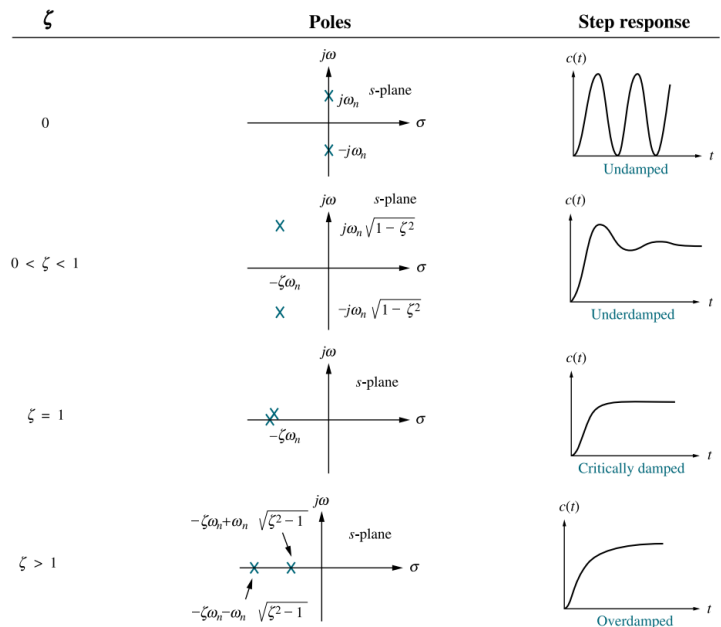 ζ Poles Step response
jω
s-plane
jωn
σ
−jωn
0
c(t)
t
Undamped
jω
s-plane
jωn√1 − ζ²
σ
−ζωn
−jωn√1 − ζ²
0 < ζ < 1
c(t)
t
Underdamped
jω
s-plane
σ
−ζωn
ζ = 1
c(t)
t
Critically damped
jω
−ζωn+ωn √ζ² − 1
s-plane
σ
−ζωn−ωn √ζ² − 1
ζ > 1
c(t)
t
Overdamped